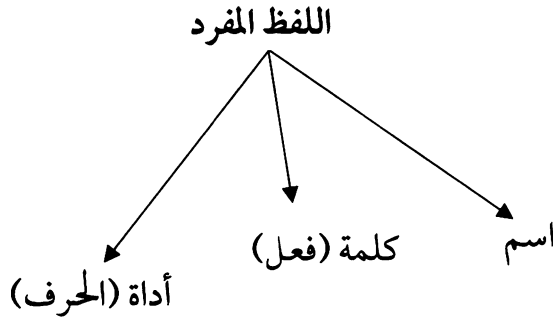 اللفظ المفرد
اسم
كلمة (فعل)
أداة (الحرف)